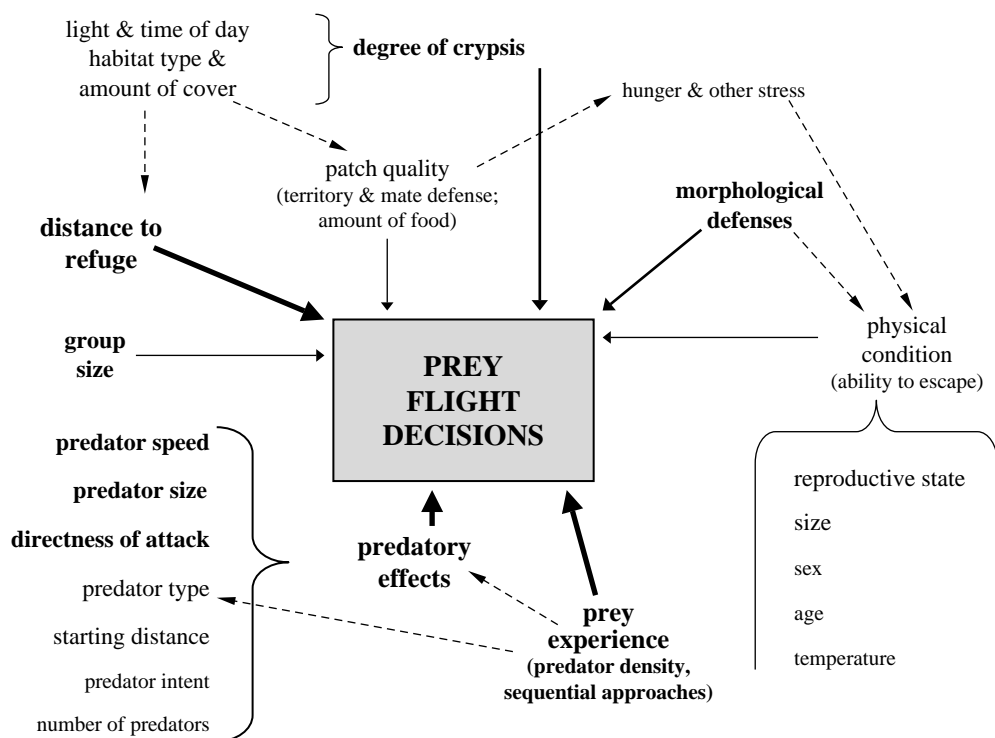 light & time of day
habitat type &
amount of cover
degree of crypsis
hunger & other stress
patch quality
(territory & mate defense;
amount of food)
morphological
defenses
distance to
refuge
group
size
PREY
FLIGHT
DECISIONS
physical
condition
(ability to escape)
predator speed
predator size
directness of attack
predator type
starting distance
predator intent
number of predators
predatory
effects
prey
experience
(predator density,
sequential approaches)
reproductive state
size
sex
age
temperature